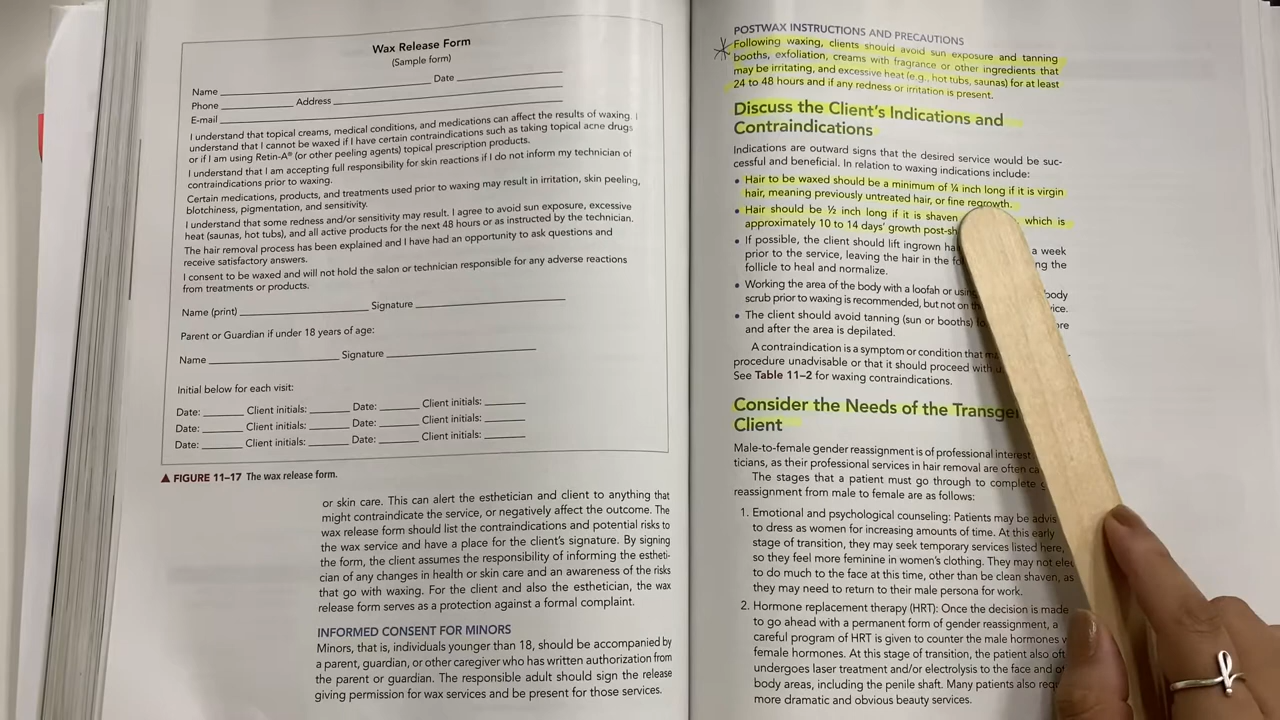 Wax Release Form
(Sample form)
Name ____ Date ____
Phone ____ Address ____
E-mail ____
I understand that topical creams, medical conditions, and medications can affect the results of waxing. I
understand that I cannot be waxed if I have certain contraindications such as taking topical acne drugs
or if I am using Retin-A® (or other peeling agents) topical prescription products.
I understand that I am accepting full responsibility for skin reactions if I do not inform my technician of
contraindications prior to waxing.
Certain medications, products, and treatments used prior to waxing may result in irritation, skin peeling,
blotchiness, pigmentation, and sensitivity.
I understand that some redness and/or sensitivity may result. I agree to avoid sun exposure, excessive
heat (saunas, hot tubs), and all active products for the next 48 hours or as instructed by the technician.
The hair removal process has been explained and I have had an opportunity to ask questions and
receive satisfactory answers.
I consent to be waxed and will not hold the salon or technician responsible for any adverse reactions
from treatments or products.
Name (print) ____ Signature ____
Parent or Guardian if under 18 years of age:
Name ____ Signature ____
Initial below for each visit:
Date: ____ Client initials: ____ Date: ____ Client initials: ____
Date: ____ Client initials: ____ Date: ____ Client initials: ____
Date: ____ Client initials: ____ Date: ____ Client initials: ____
▲ FIGURE 11–17 The wax release form.
or skin care. This can alert the esthetician and client to anything that
might contraindicate the service, or negatively affect the outcome. The
wax release form should list the contraindications and potential risks to
the wax service and have a place for the client's signature. By signing
the form, the client assumes the responsibility of informing the estheti-
cian of any changes in health or skin care and an awareness of the risks
that go with waxing. For the client and also the esthetician, the wax
release form serves as a protection against a formal complaint.
INFORMED CONSENT FOR MINORS
Minors, that is, individuals younger than 18, should be accompanied by
a parent, guardian, or other caregiver who has written authorization from
the parent or guardian. The responsible adult should sign the release
giving permission for wax services and be present for those services.
POSTWAX INSTRUCTIONS AND PRECAUTIONS
Following waxing, clients should avoid sun exposure and tanning
booths, exfoliation, creams with fragrance or other ingredients that
may be irritating, and excessive heat (e.g., hot tubs, saunas) for at least
24 to 48 hours and if any redness or irritation is present.
Discuss the Client's Indications and
Contraindications
Indications are outward signs that the desired service would be suc-
cessful and beneficial. In relation to waxing indications include:
• Hair to be waxed should be a minimum of ¼ inch long if it is virgin
hair, meaning previously untreated hair, or fine regrowth.
• Hair should be ½ inch long if it is shaven which is
approximately 10 to 14 days' growth
• If possible, the client should lift ingrown a week
prior to the service, leaving the hair in the the
follicle to heal and normalize.
• Working the area of the body with a loofah or body
scrub prior to waxing is recommended, but not on
• The client should avoid tanning (sun or booths)
and after the area is depilated.
A contraindication is a symptom or condition that
procedure unadvisable or that it should proceed with
See Table 11–2 for waxing contraindications.
Consider the Needs of the
Client
Male-to-female gender reassignment is of professional interest
ticians, as their professional services in hair removal are often
The stages that a patient must go through to complete
reassignment from male to female are as follows:
1. Emotional and psychological counseling: Patients may be
to dress as women for increasing amounts of time. At this early
stage of transition, they may seek temporary services listed here,
so they feel more feminine in women's clothing. They may not
to do much to the face at this time, other than be clean shaven, as
they may need to return to their male persona for work.
2. Hormone replacement therapy (HRT): Once the decision is made
to go ahead with a permanent form of gender reassignment, a
careful program of HRT is given to counter the male hormones
female hormones. At this stage of transition, the patient also
undergoes laser treatment and/or electrolysis to the face and
body areas, including the penile shaft. Many patients also
more dramatic and obvious beauty services.